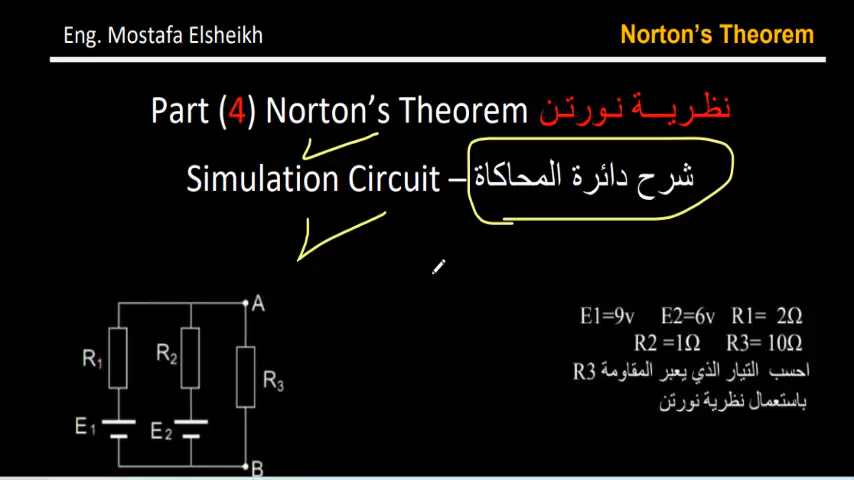 Eng. Mostafa Elsheikh
Norton's Theorem
Part (4) Norton's Theorem نظريـــة نـورتـن
Simulation Circuit – شرح دائرة المحاكاة
A
R1
R2
R3
E1
E2
B
E1=9v E2=6v R1= 2Ω
R2 =1Ω R3= 10Ω
احسب التيار الذي يعبر المقاومة R3
باستعمال نظرية نورتن